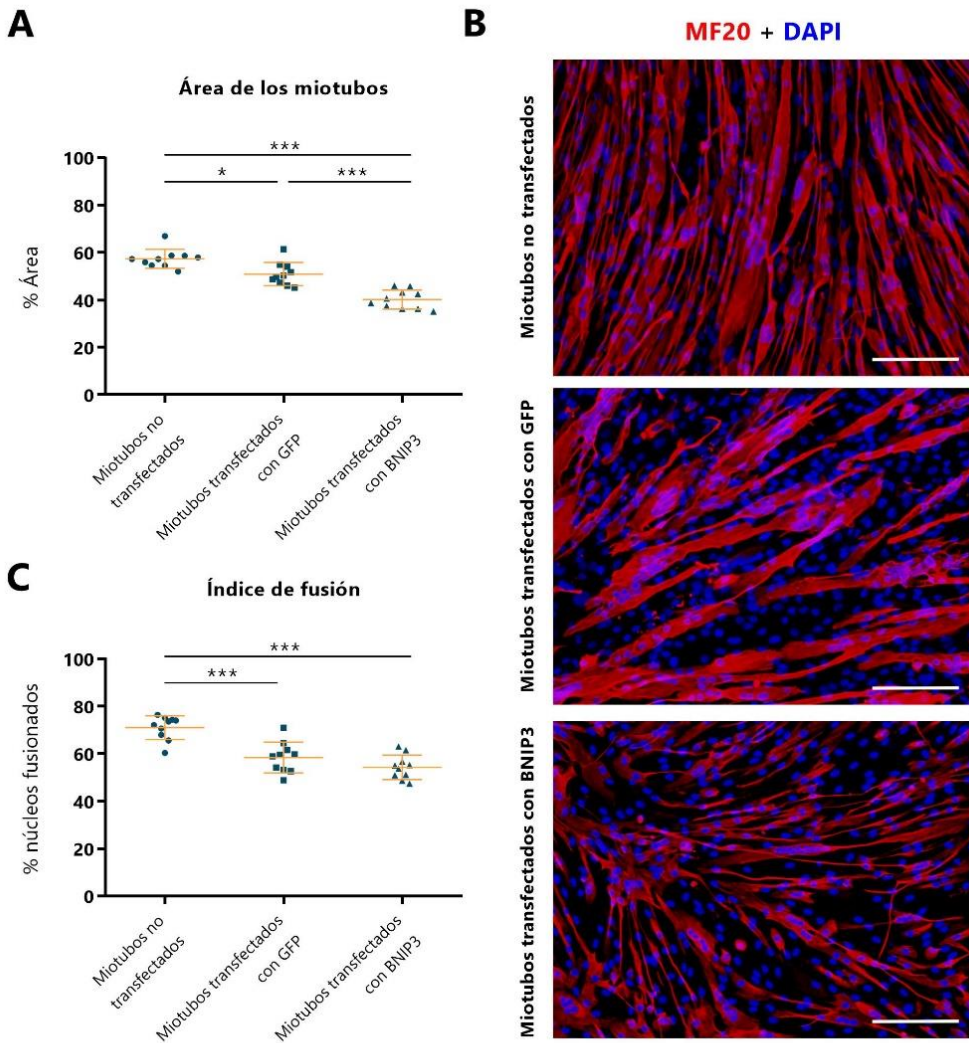 A
Área de los miotubos
***
*
***
100
80
60
40
20
0
% Área
Miotubos no
transfectados
Miotubos transfectados
con GFP
Miotubos transfectados
con BNIP3
B
MF20 + DAPI
Miotubos no transfectados
Miotubos transfectados con GFP
Miotubos transfectados con BNIP3
C
Índice de fusión
***
***
100
80
60
40
20
0
% núcleos fusionados
Miotubos no
transfectados
Miotubos transfectados
con GFP
Miotubos transfectados
con BNIP3